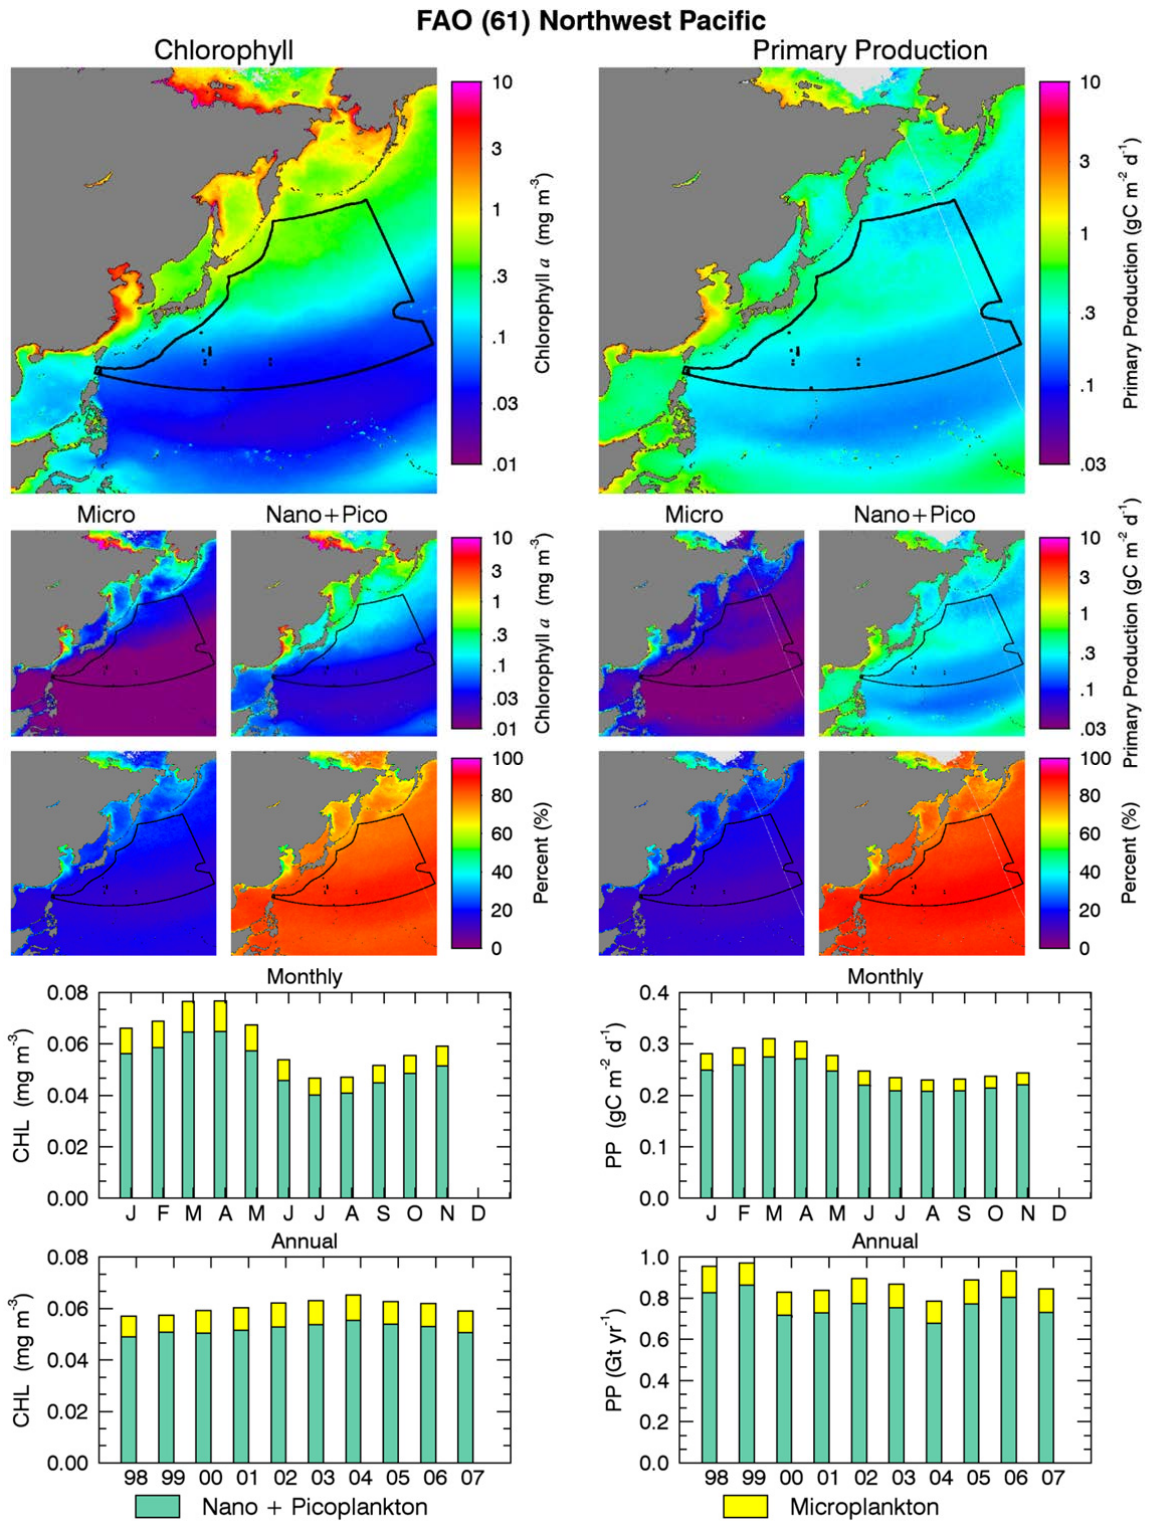 FAO (61) Northwest Pacific
Chlorophyll
Primary Production
10
3
1
.3
.1
.03
.01
Chlorophyll a (mg m-3)
10
3
1
.3
.1
.03
Primary Production (gC m-2 d-1)
Micro
Nano+Pico
Micro
Nano+Pico
10
3
1
.3
.1
.03
.01
Chlorophyll a (mg m-3)
10
3
1
.3
.1
.03
Primary Production (gC m-2 d-1)
100
80
60
40
20
0
Percent (%)
100
80
60
40
20
0
Percent (%)
Monthly
0.08
0.06
0.04
0.02
0.00
CHL (mg m-3)
J F M A M J J A S O N D
Monthly
0.4
0.3
0.2
0.1
0.0
PP (gC m-2 d-1)
J F M A M J J A S O N D
Annual
0.08
0.06
0.04
0.02
0.00
CHL (mg m-3)
98 99 00 01 02 03 04 05 06 07
Annual
1.0
0.8
0.6
0.4
0.2
0.0
PP (Gt yr-1)
98 99 00 01 02 03 04 05 06 07
Nano + Picoplankton
Microplankton